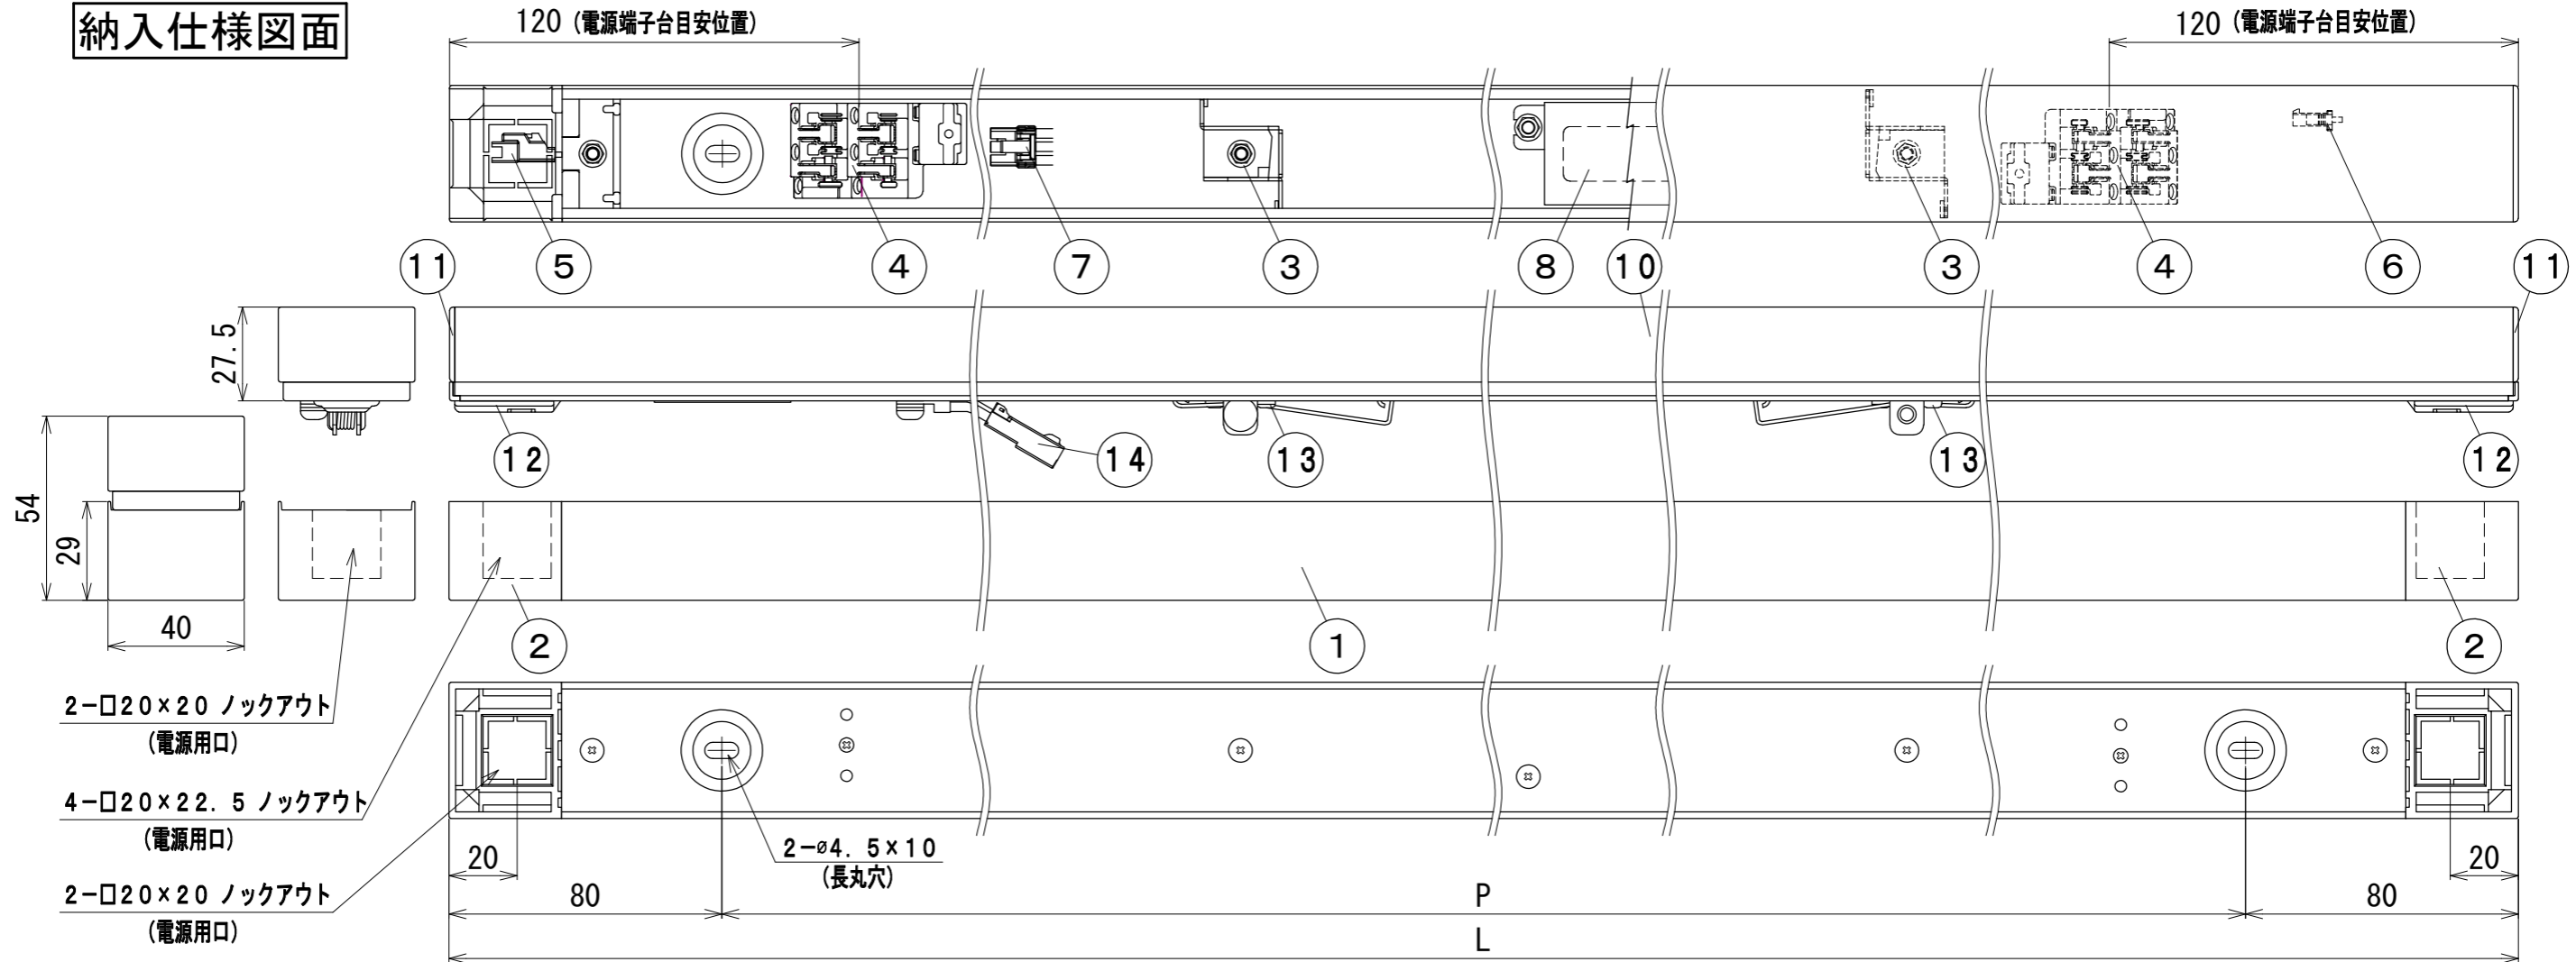 納入仕様図面
120 (電源端子台目安位置)
120 (電源端子台目安位置)
11
5
4
7
3
8
10
3
4
6
11
27.5
12
14
13
13
12
54
29
40
2
1
2
2-□20×20 ノックアウト
(電源用口)
4-□20×22.5 ノックアウト
(電源用口)
2-□20×20 ノックアウト
(電源用口)
2-ø4.5×10
(長丸穴)
20
20
80
P
80
L